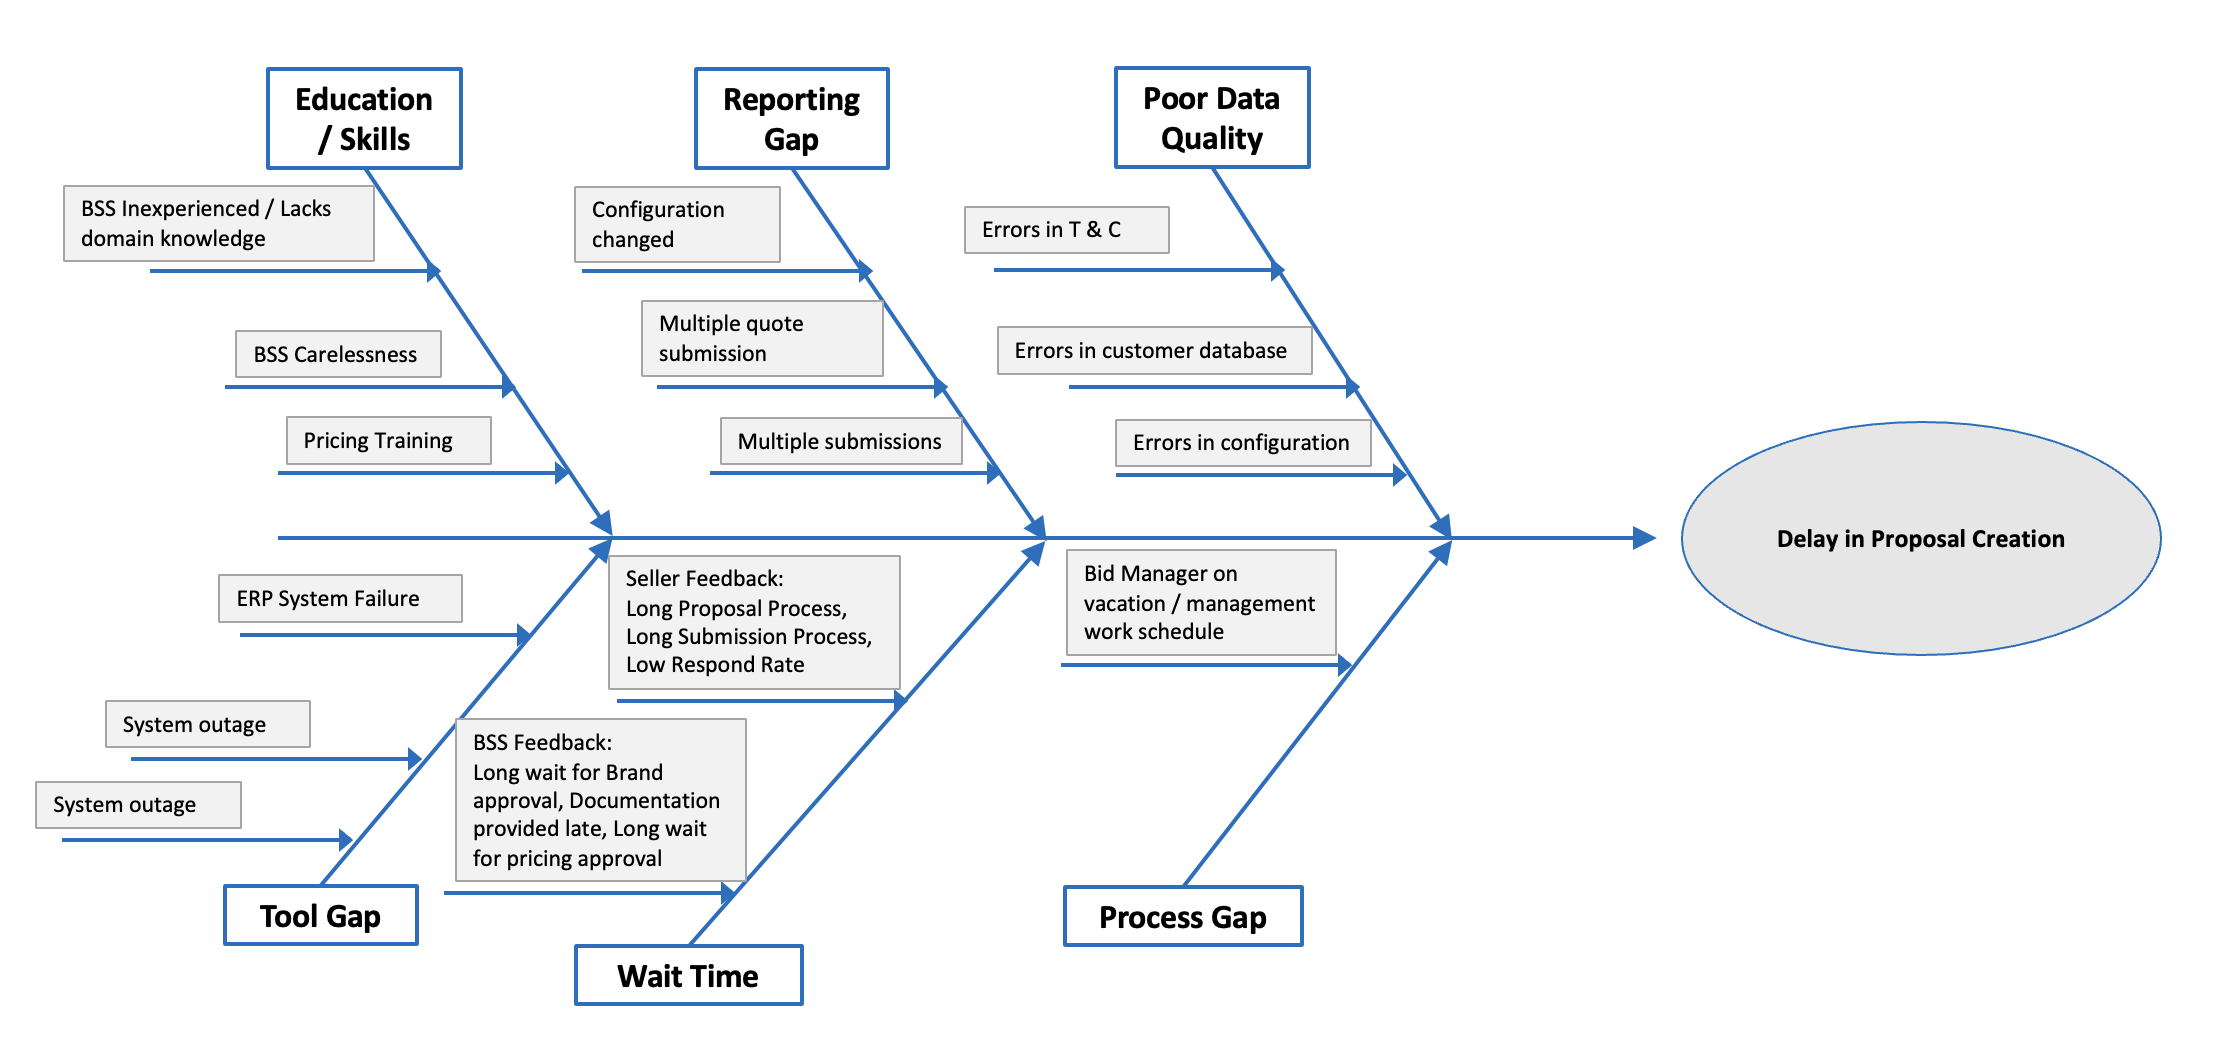 Education
/ Skills
BSS Inexperienced / Lacks
domain knowledge
BSS Carelessness
Pricing Training
Reporting
Gap
Configuration
changed
Multiple quote
submission
Multiple submissions
Poor Data
Quality
Errors in T & C
Errors in customer database
Errors in configuration
Delay in Proposal Creation
ERP System Failure
System outage
System outage
Tool Gap
Seller Feedback:
Long Proposal Process,
Long Submission Process,
Low Respond Rate
BSS Feedback:
Long wait for Brand
approval, Documentation
provided late, Long wait
for pricing approval
Wait Time
Bid Manager on
vacation / management
work schedule
Process Gap